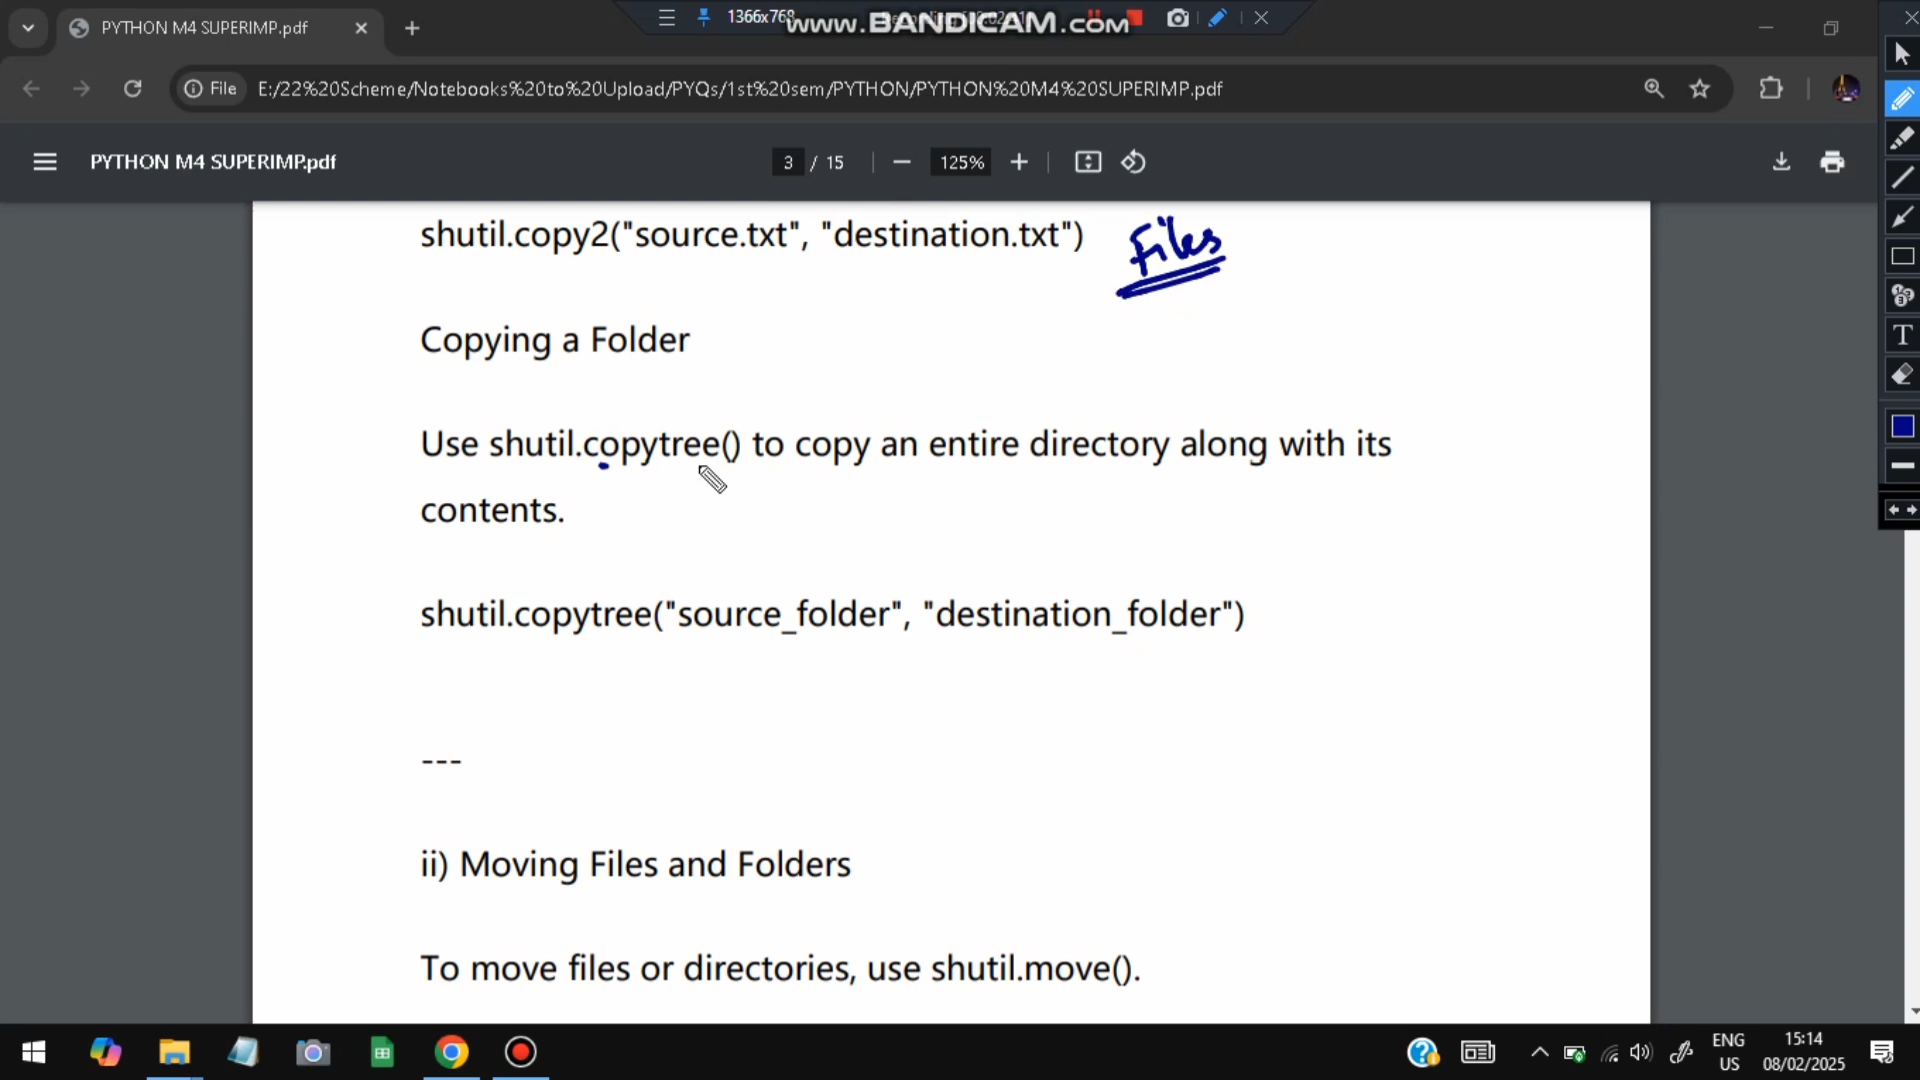 PYTHON M4 SUPERIMP.pdf
1366x768
www.BANDICAM.com
File
E:/22%20Scheme/Notebooks%20to%20Upload/PYQs/1st%20sem/PYTHON/PYTHON%20M4%20SUPERIMP.pdf
PYTHON M4 SUPERIMP.pdf
3 / 15
125%
shutil.copy2("source.txt", "destination.txt")
Files
Copying a Folder
Use shutil.copytree() to copy an entire directory along with its
contents.
shutil.copytree("source_folder", "destination_folder")
---
ii) Moving Files and Folders
To move files or directories, use shutil.move().
T
ENG
US
15:14
08/02/2025